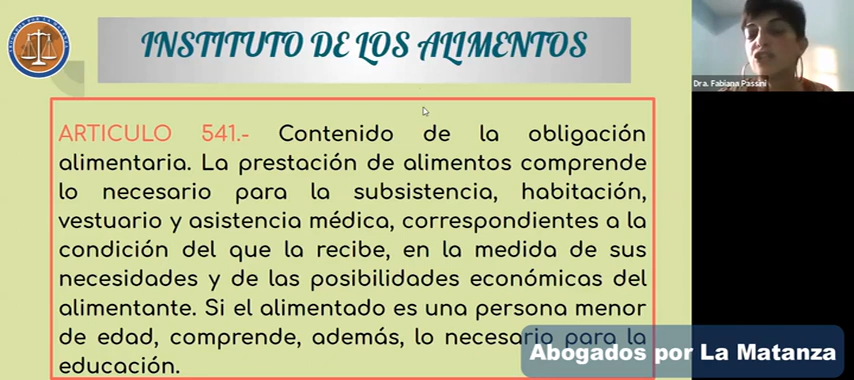 INSTITUTO DE LOS ALIMENTOS
Dra. Fabiana Passini
ARTICULO 541.- Contenido de la obligación
alimentaria. La prestación de alimentos comprende
lo necesario para la subsistencia, habitación,
vestuario y asistencia médica, correspondientes a la
condición del que la recibe, en la medida de sus
necesidades y de las posibilidades económicas del
alimentante. Si el alimentado es una persona menor
de edad, comprende, además, lo necesario para la
educación.
Abogados por La Matanza